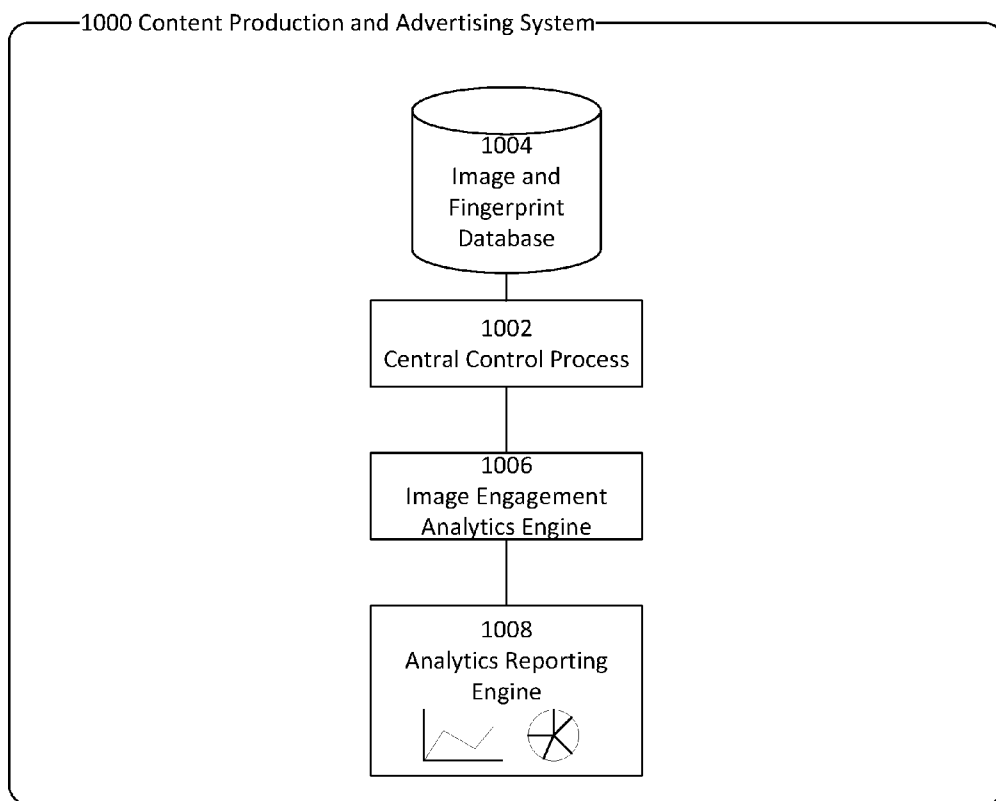 1000 Content Production and Advertising System
1004
Image and
Fingerprint
Database
1002
Central Control Process
1006
Image Engagement
Analytics Engine
1008
Analytics Reporting
Engine